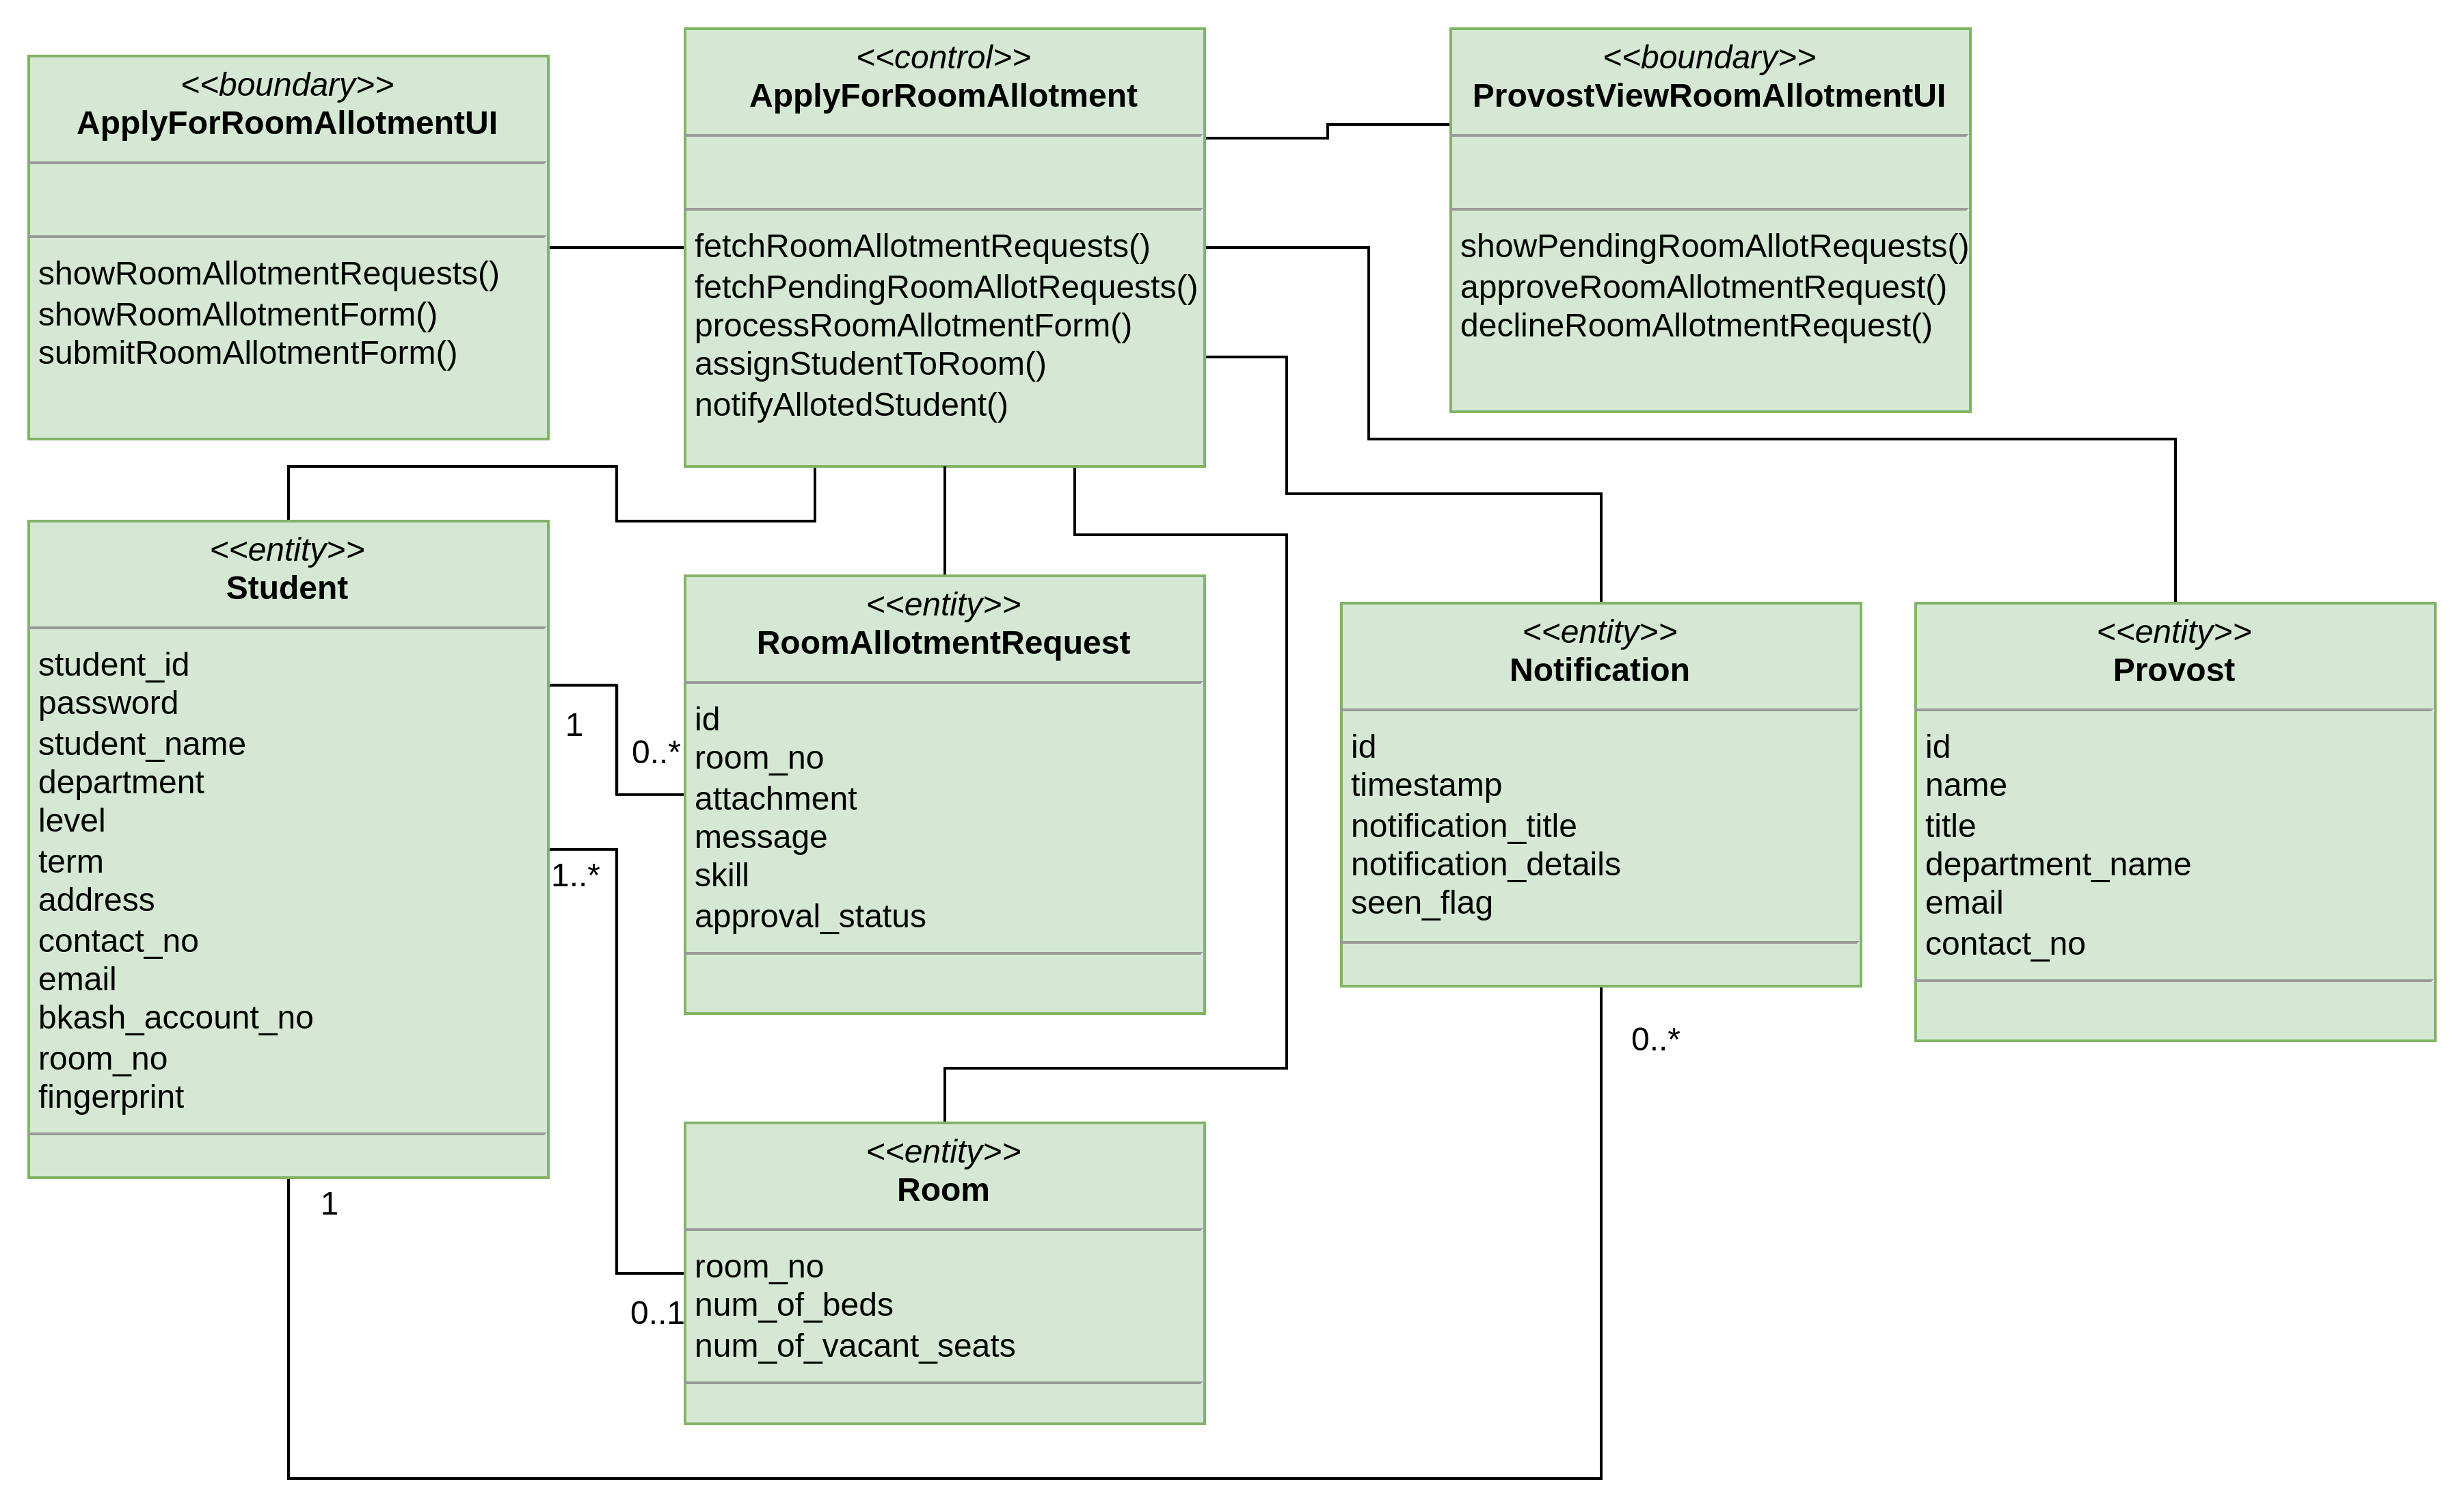 <<boundary>>
ApplyForRoomAllotmentUI
showRoomAllotmentRequests()
showRoomAllotmentForm()
submitRoomAllotmentForm()
<<control>>
ApplyForRoomAllotment
fetchRoomAllotmentRequests()
fetchPendingRoomAllotRequests()
processRoomAllotmentForm()
assignStudentToRoom()
notifyAllotedStudent()
<<boundary>>
ProvostViewRoomAllotmentUI
showPendingRoomAllotRequests()
approveRoomAllotmentRequest()
declineRoomAllotmentRequest()
<<entity>>
Student
student_id
password
student_name
department
level
term
address
contact_no
email
bkash_account_no
room_no
fingerprint
1
0..*
1..*
0..1
1
<<entity>>
RoomAllotmentRequest
id
room_no
attachment
message
skill
approval_status
<<entity>>
Room
room_no
num_of_beds
num_of_vacant_seats
<<entity>>
Notification
id
timestamp
notification_title
notification_details
seen_flag
0..*
<<entity>>
Provost
id
name
title
department_name
email
contact_no